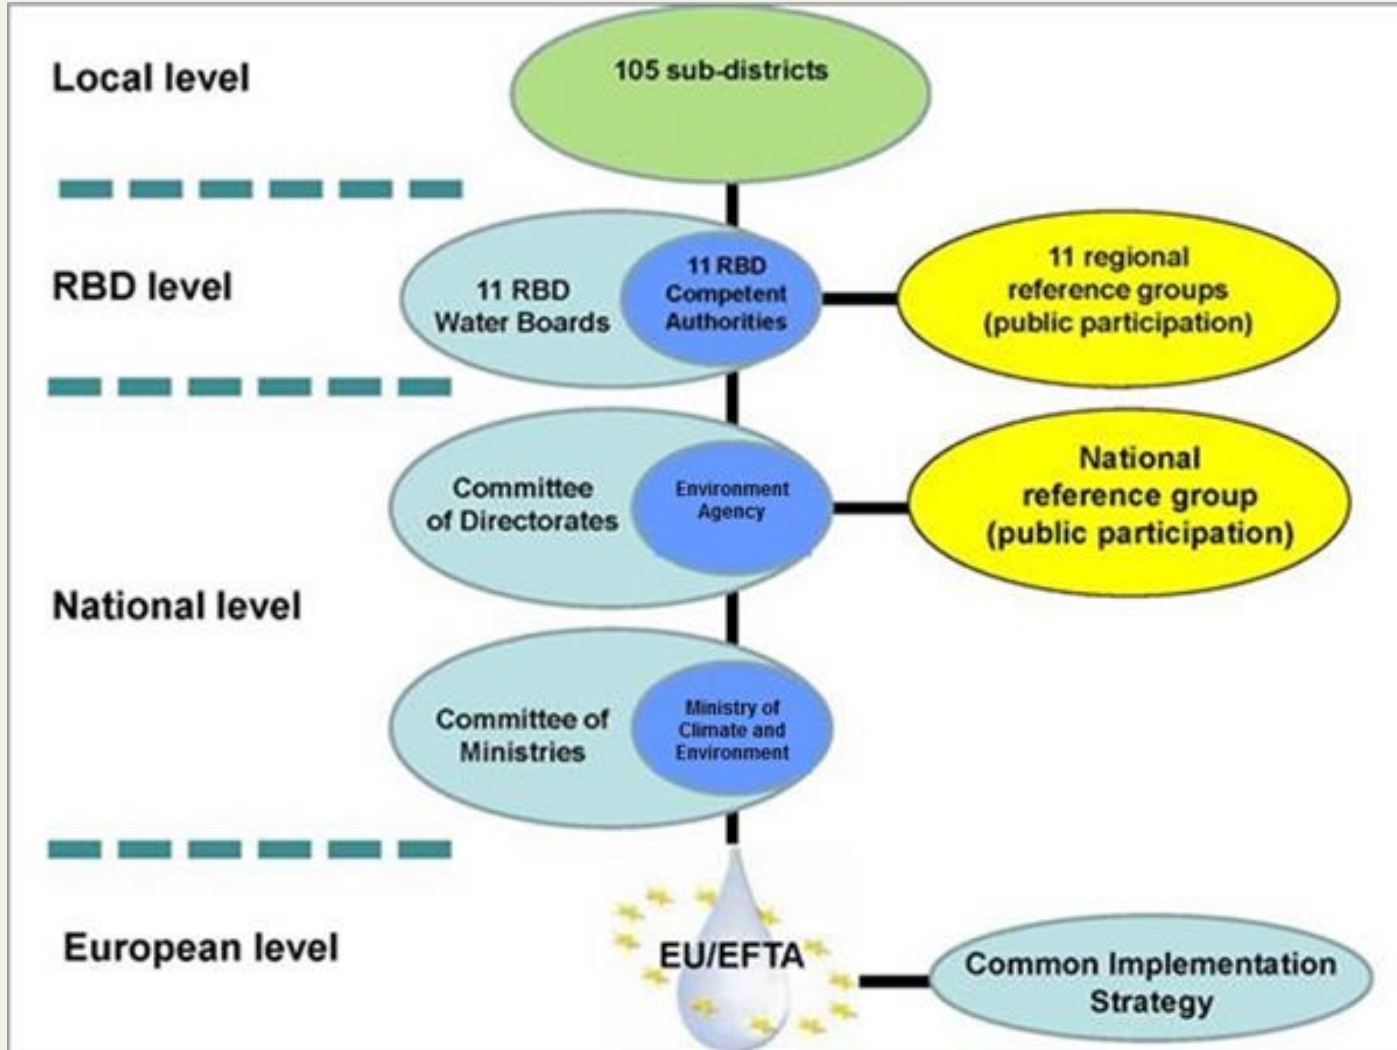 Local level
105 sub-districts
RBD level
11 RBD
Water Boards
11 RBD
Competent
Authorities
11 regional
reference groups
(public participation)
National level
Committee
of Directorates
Environment
Agency
National
reference group
(public participation)
Committee of
Ministries
Ministry of
Climate and
Environment
European level
EU/EFTA
Common Implementation
Strategy